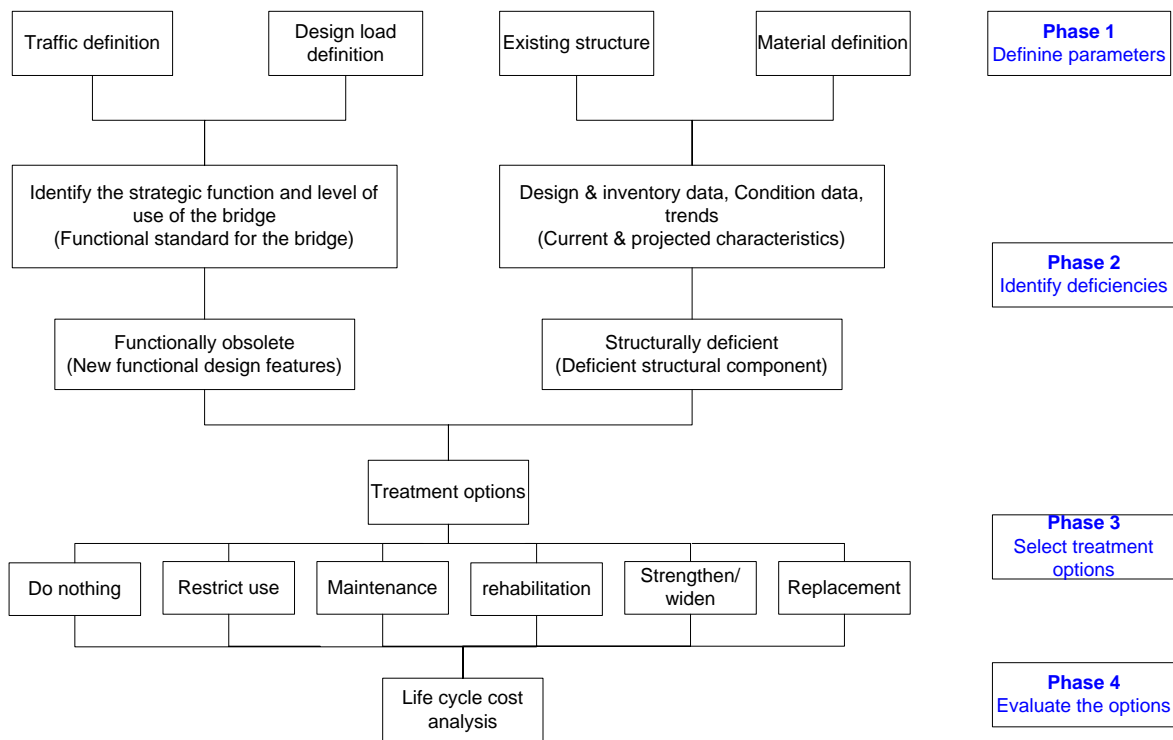 Traffic definition
Design load
definition
Existing structure
Material definition
Phase 1
Definine parameters
Identify the strategic function and level of
use of the bridge
(Functional standard for the bridge)
Design & inventory data, Condition data,
trends
(Current & projected characteristics)
Phase 2
Identify deficiencies
Functionally obsolete
(New functional design features)
Structurally deficient
(Deficient structural component)
Treatment options
Phase 3
Select treatment
options
Do nothing
Restrict use
Maintenance
rehabilitation
Strengthen/
widen
Replacement
Life cycle cost
analysis
Phase 4
Evaluate the options